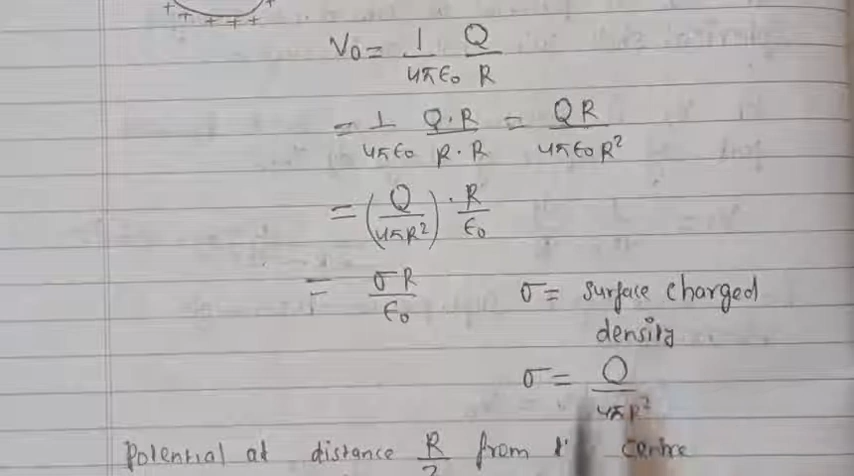 + + + + + +
V₀ = 1/4πϵ₀ Q/R
= 1/4πϵ₀ Q·R/R·R = QR/4πϵ₀R²
= (Q/4πR²) · R/ϵ₀
= σR/ϵ₀ σ = surface charged
density
σ = Q/4πR²
Potential at distance R/2 from centre